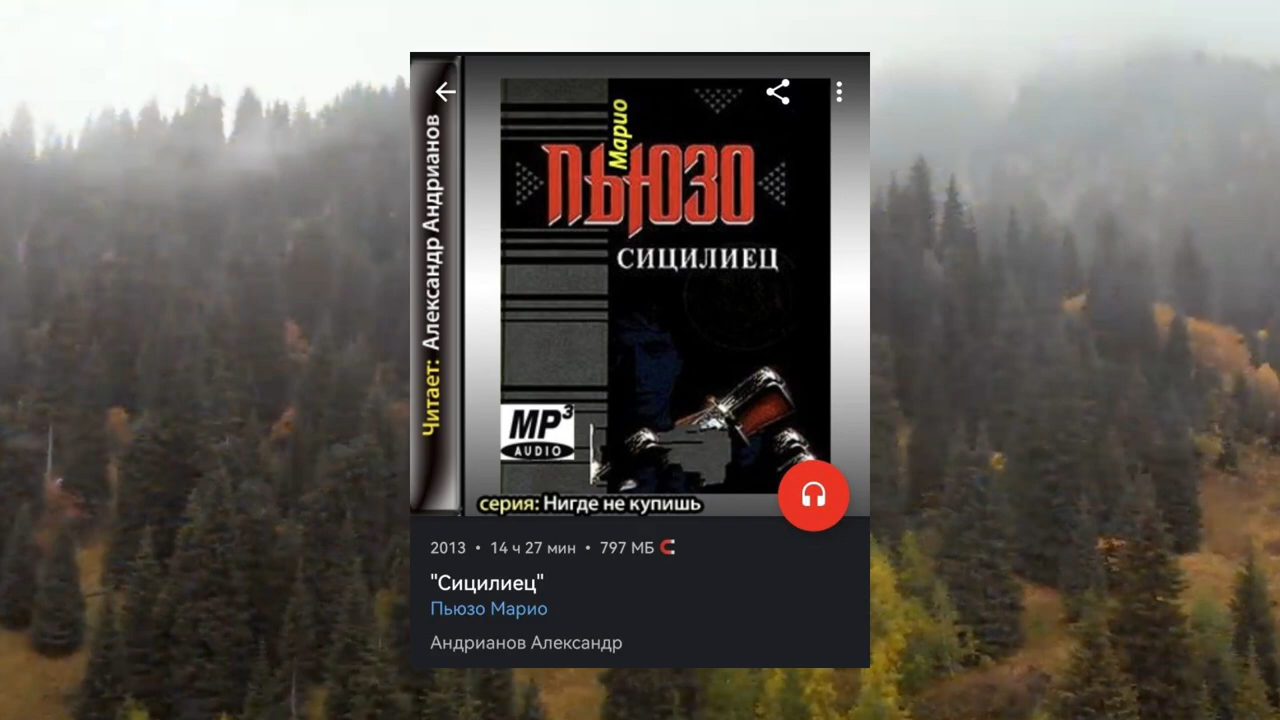 Читает: Александр Андрианов
Марио
ПЬЮЗО
СИЦИЛИЕЦ
MP3
AUDIO
серия: Нигде не купишь
2013 • 14 ч 27 мин • 797 МБ
"Сицилиец"
Пьюзо Марио
Андрианов Александр